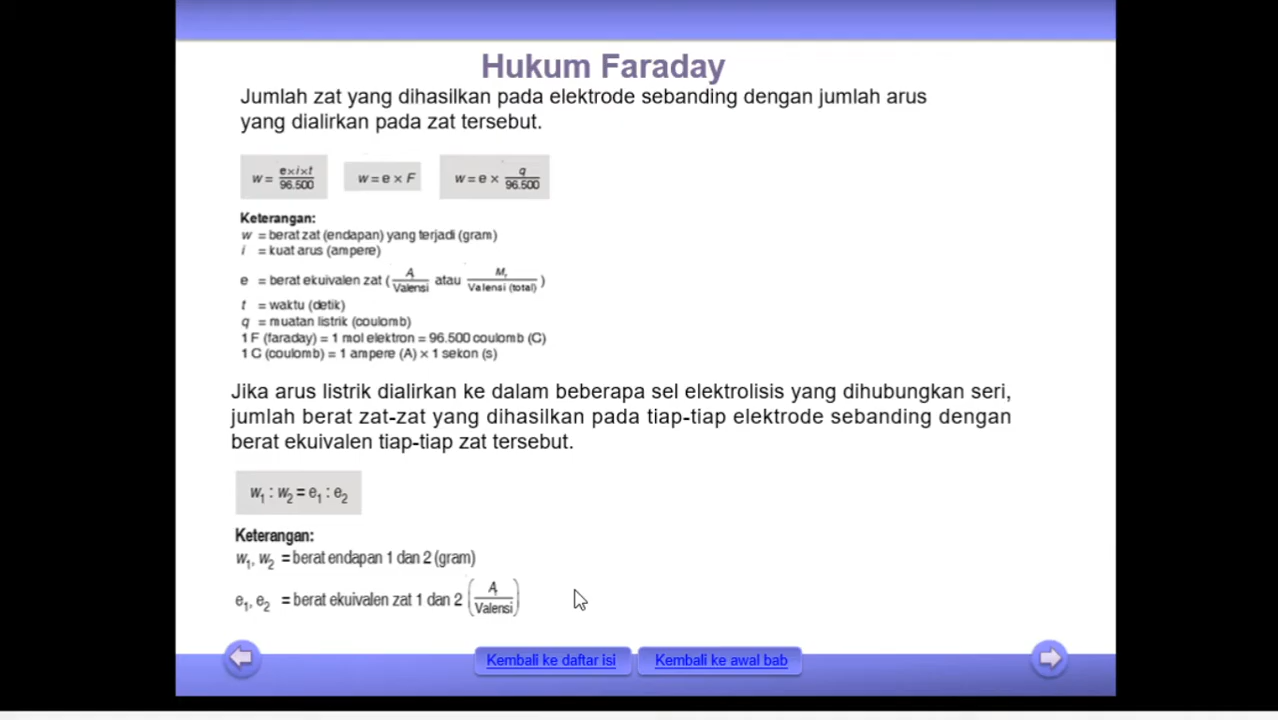 Hukum Faraday
Jumlah zat yang dihasilkan pada elektrode sebanding dengan jumlah arus
yang dialirkan pada zat tersebut.
w = e×i×t / 96.500   w = e × F   w = e × q / 96.500
Keterangan:
w = berat zat (endapan) yang terjadi (gram)
i = kuat arus (ampere)
e = berat ekuivalen zat ( A / Valensi atau Mr / Valensi (total) )
t = waktu (detik)
q = muatan listrik (coulomb)
1 F (faraday) = 1 mol elektron = 96.500 coulomb (C)
1 C (coulomb) = 1 ampere (A) × 1 sekon (s)
Jika arus listrik dialirkan ke dalam beberapa sel elektrolisis yang dihubungkan seri,
jumlah berat zat-zat yang dihasilkan pada tiap-tiap elektrode sebanding dengan
berat ekuivalen tiap-tiap zat tersebut.
w₁ : w₂ = e₁ : e₂
Keterangan:
w₁, w₂ = berat endapan 1 dan 2 (gram)
e₁, e₂ = berat ekuivalen zat 1 dan 2 ( A / Valensi )
Kembali ke daftar isi   Kembali ke awal bab